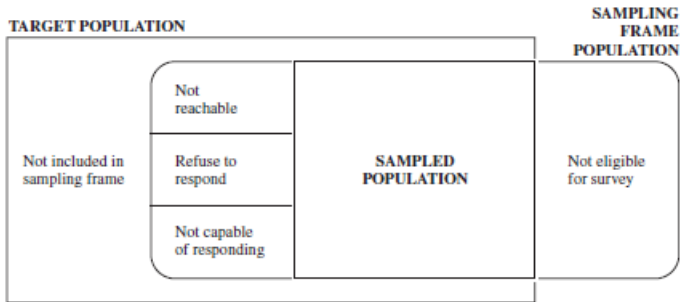 TARGET POPULATION
SAMPLING
FRAME
POPULATION
Not included in
sampling frame
Not
reachable
Refuse to
respond
Not capable
of responding
SAMPLED
POPULATION
Not eligible
for survey